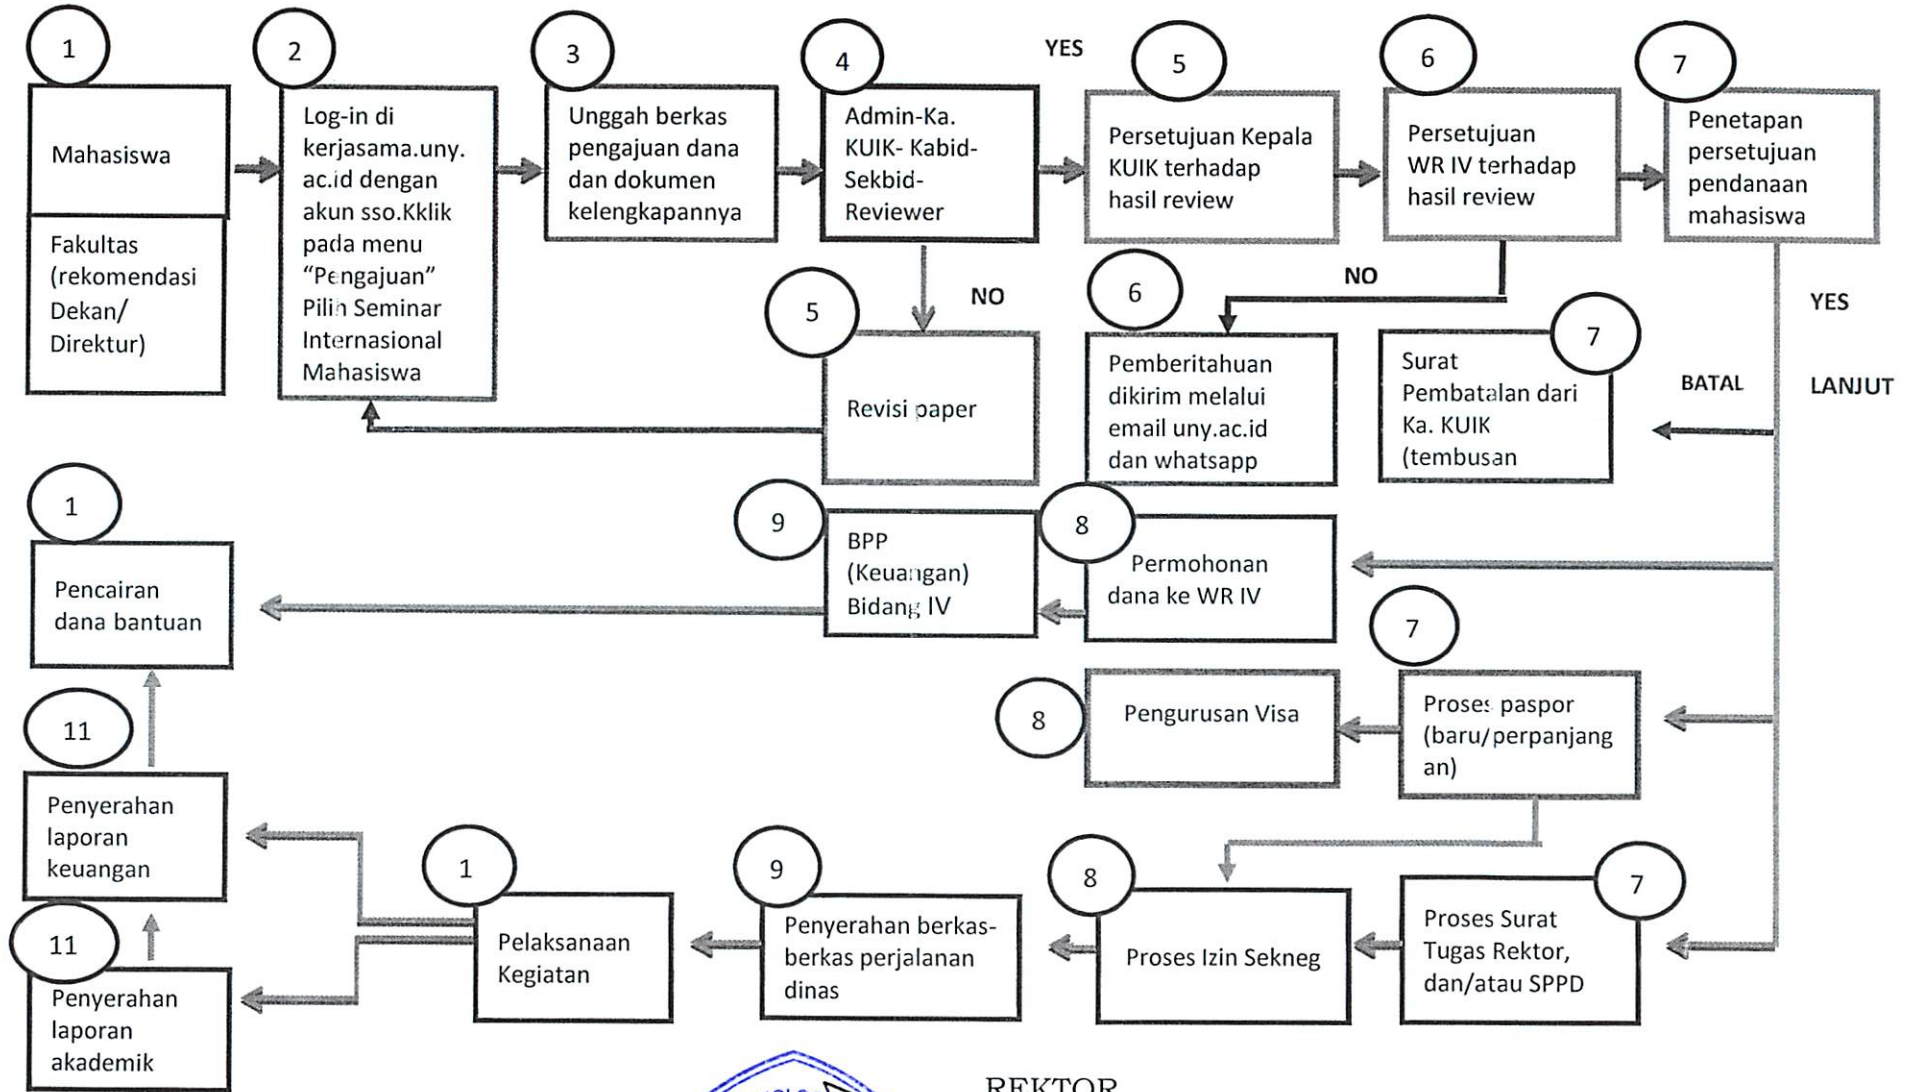 1
Mahasiswa
Fakultas
(rekomendasi
Dekan/
Direktur)
2
Log-in di
kerjasama.uny.
ac.id dengan
akun sso.Kklik
pada menu
“Pengajuan”
Pilih Seminar
Internasional
Mahasiswa
3
Unggah berkas
pengajuan dana
dan dokumen
kelengkapannya
4
Admin-Ka.
KUIK- Kabid-
Sekbid-
Reviewer
YES
5
Persetujuan Kepala
KUIK terhadap
hasil review
6
Persetujuan
WR IV terhadap
hasil review
7
Penetapan
persetujuan
pendanaan
mahasiswa
NO
5
Revisi paper
NO
6
Pemberitahuan
dikirim melalui
email uny.ac.id
dan whatsapp
7
Surat
Pembatalan dari
Ka. KUIK
(tembusan
BATAL
YES
LANJUT
1
Pencairan
dana bantuan
9
BPP
(Keuangan)
Bidang IV
8
Permohonan
dana ke WR IV
7
Proses paspor
(baru/perpanjang
an)
8
Pengurusan Visa
11
Penyerahan
laporan
keuangan
11
Penyerahan
laporan
akademik
1
Pelaksanaan
Kegiatan
9
Penyerahan berkas-
berkas perjalanan
dinas
8
Proses Izin Sekneg
7
Proses Surat
Tugas Rektor,
dan/atau SPPD
REKTOR